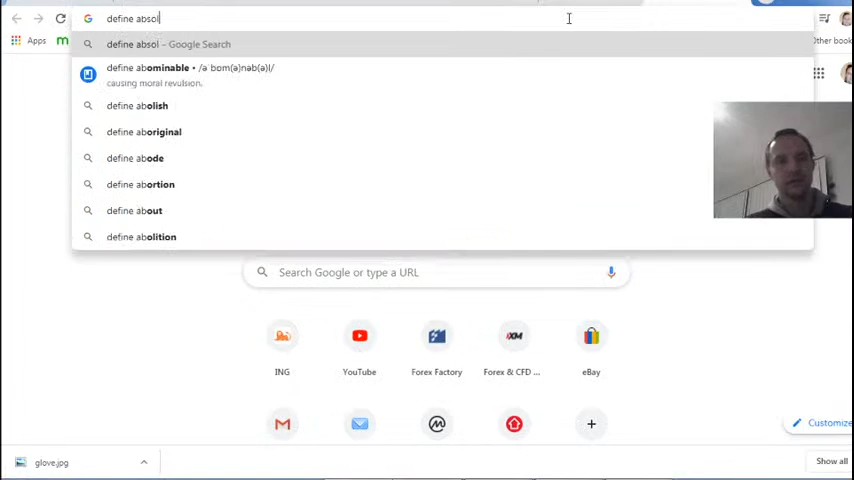 define absol
define absol - Google Search
Apps
Other book
define abominable • /əˈbɒm(ə)nəb(ə)l/
causing moral revulsion.
define abolish
define aboriginal
define abode
define abortion
define about
define abolition
Search Google or type a URL
ING YouTube Forex Factory Forex & CFD ... eBay
Customize
glove.jpg
Show all